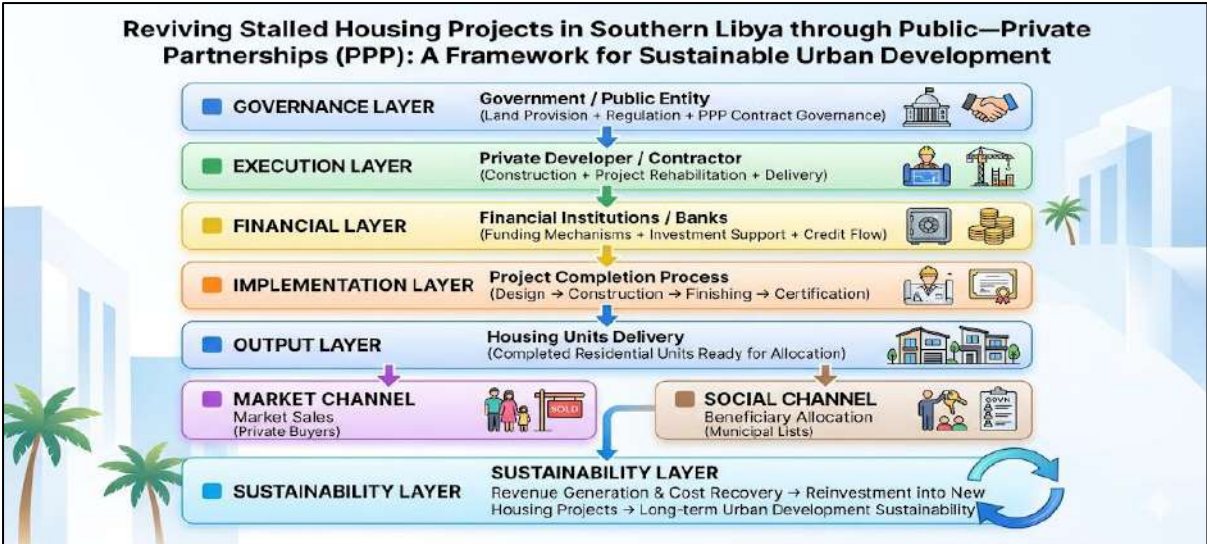 Reviving Stalled Housing Projects in Southern Libya through Public—Private
Partnerships (PPP): A Framework for Sustainable Urban Development
GOVERNANCE LAYER
Government / Public Entity
(Land Provision + Regulation + PPP Contract Governance)
EXECUTION LAYER
Private Developer / Contractor
(Construction + Project Rehabilitation + Delivery)
FINANCIAL LAYER
Financial Institutions / Banks
(Funding Mechanisms + Investment Support + Credit Flow)
IMPLEMENTATION LAYER
Project Completion Process
(Design → Construction → Finishing → Certification)
OUTPUT LAYER
Housing Units Delivery
(Completed Residential Units Ready for Allocation)
MARKET CHANNEL
Market Sales
(Private Buyers)
SOLD
SOCIAL CHANNEL
Beneficiary Allocation
(Municipal Lists)
GOVN
SUSTAINABILITY LAYER
SUSTAINABILITY LAYER
Revenue Generation & Cost Recovery → Reinvestment into New
Housing Projects → Long-term Urban Development Sustainability